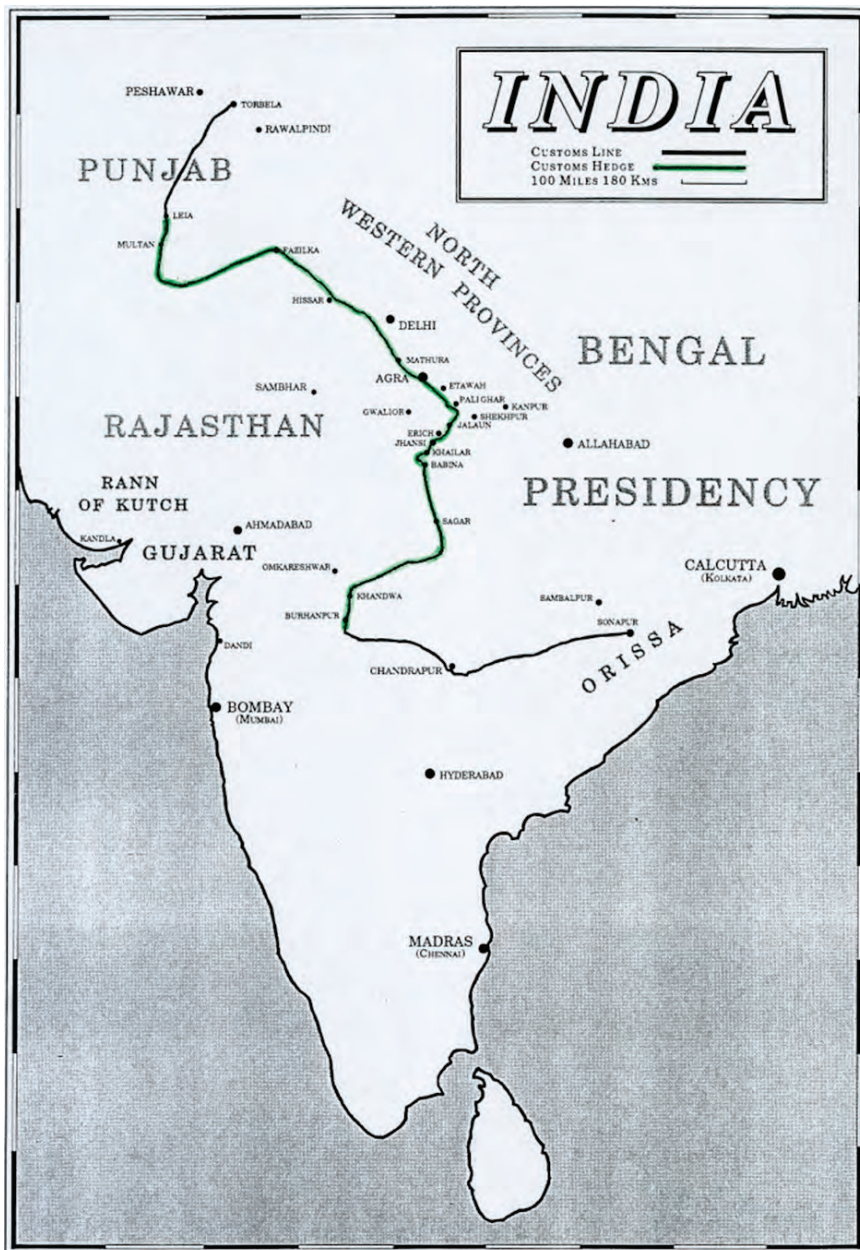 INDIA
CUSTOMS LINE
CUSTOMS HEDGE
100 MILES 180 KMS
PESHAWAR
TORBELA
RAWALPINDI
PUNJAB
LEIA
MULTAN
FAZILKA
NORTH
WESTERN PROVINCES
HISSAR
DELHI
MATHURA
BENGAL
AGRA
ETAWAH
SAMBHAR
PALI GHAR
KANPUR
GWALIOR
SHEKHPUR
RAJASTHAN
JALAUN
ERICH
JHANSI
ALLAHABAD
KHAILAR
BABINA
RANN
OF KUTCH
PRESIDENCY
SAGAR
AHMADABAD
KANDLA
GUJARAT
OMKARESHWAR
CALCUTTA
(KOLKATA)
KHANDWA
SAMBALPUR
BURHANPUR
SONAPUR
DANDI
ORISSA
CHANDRAPUR
BOMBAY
(MUMBAI)
HYDERABAD
MADRAS
(CHENNAI)